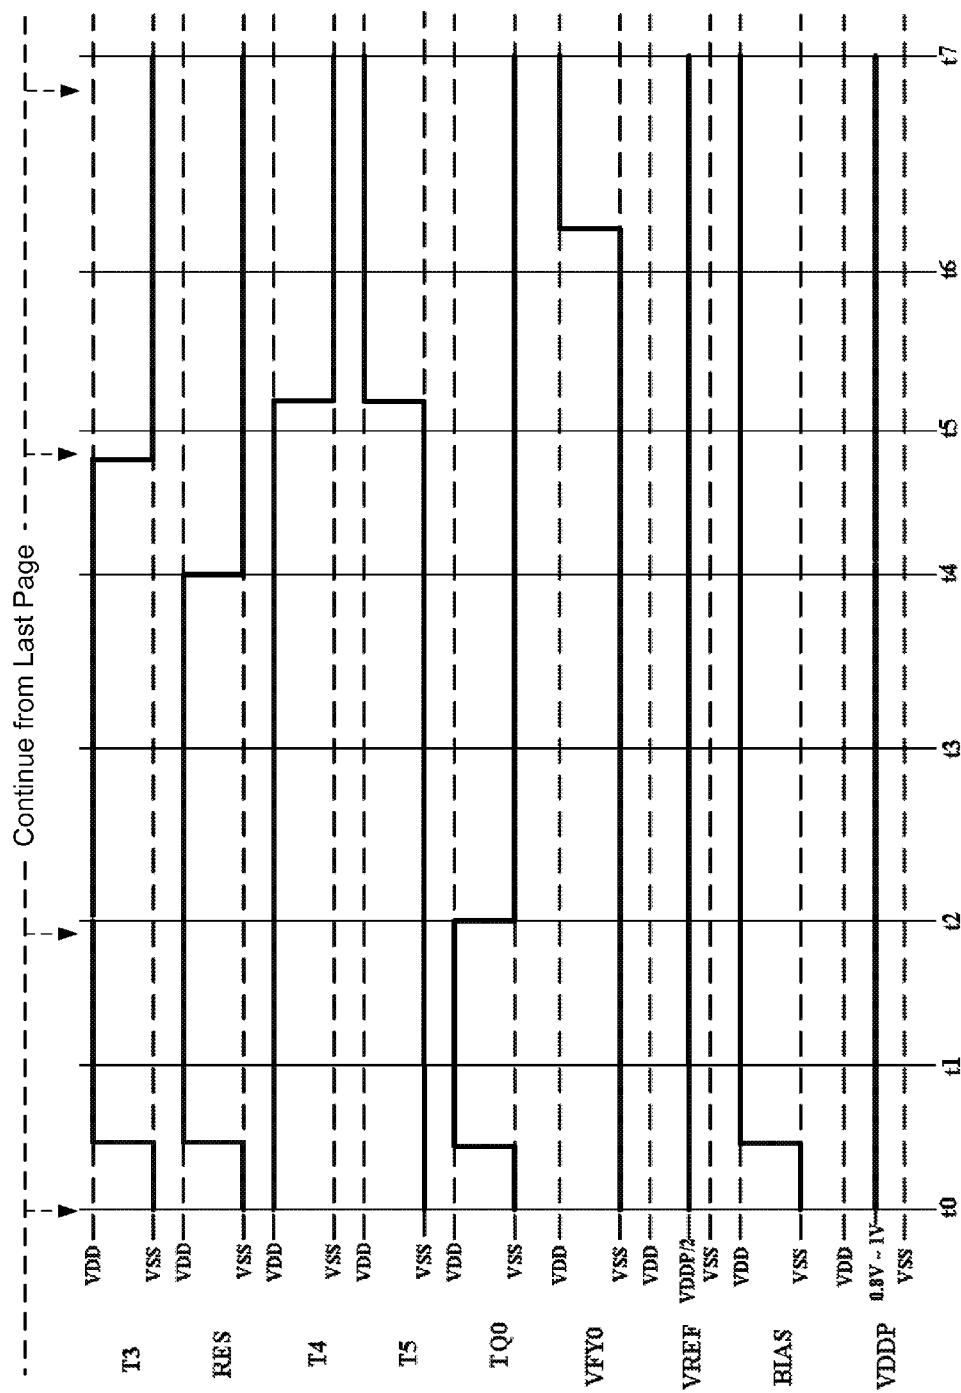 Continue from Last Page
T3
VDD
VSS
RES
VDD
VSS
T4
VDD
VSS
T5
VDD
VSS
TQ0
VDD
VSS
VFY0
VDD
VSS
VREF
VDD
VDDP/2
VSS
BIAS
VDD
VSS
VDDP
VDD
0.8V ~ 1V
VSS
t0 t1 t2 t3 t4 t5 t6 t7